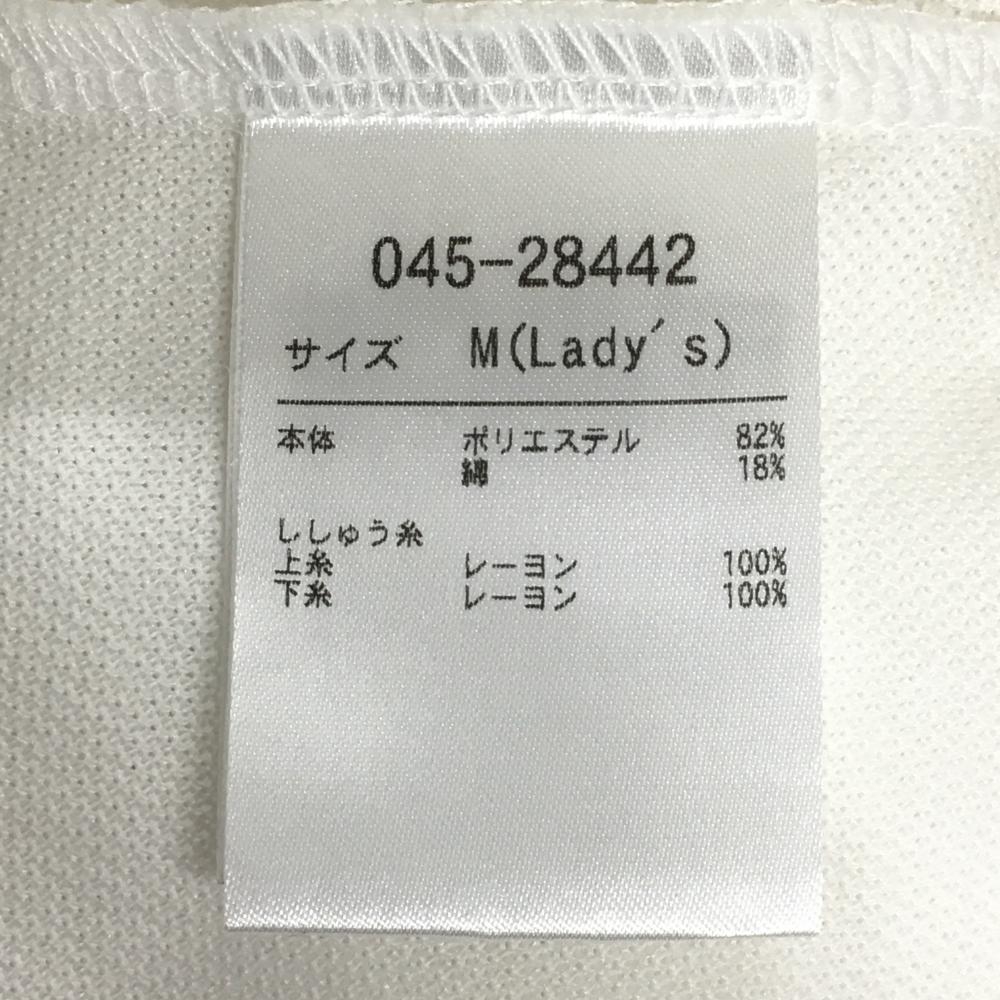 045-28442
サイズ M(Lady's)
本体 ポリエステル 82%
綿 18%
ししゅう糸
上糸 レーヨン 100%
下糸 レーヨン 100%